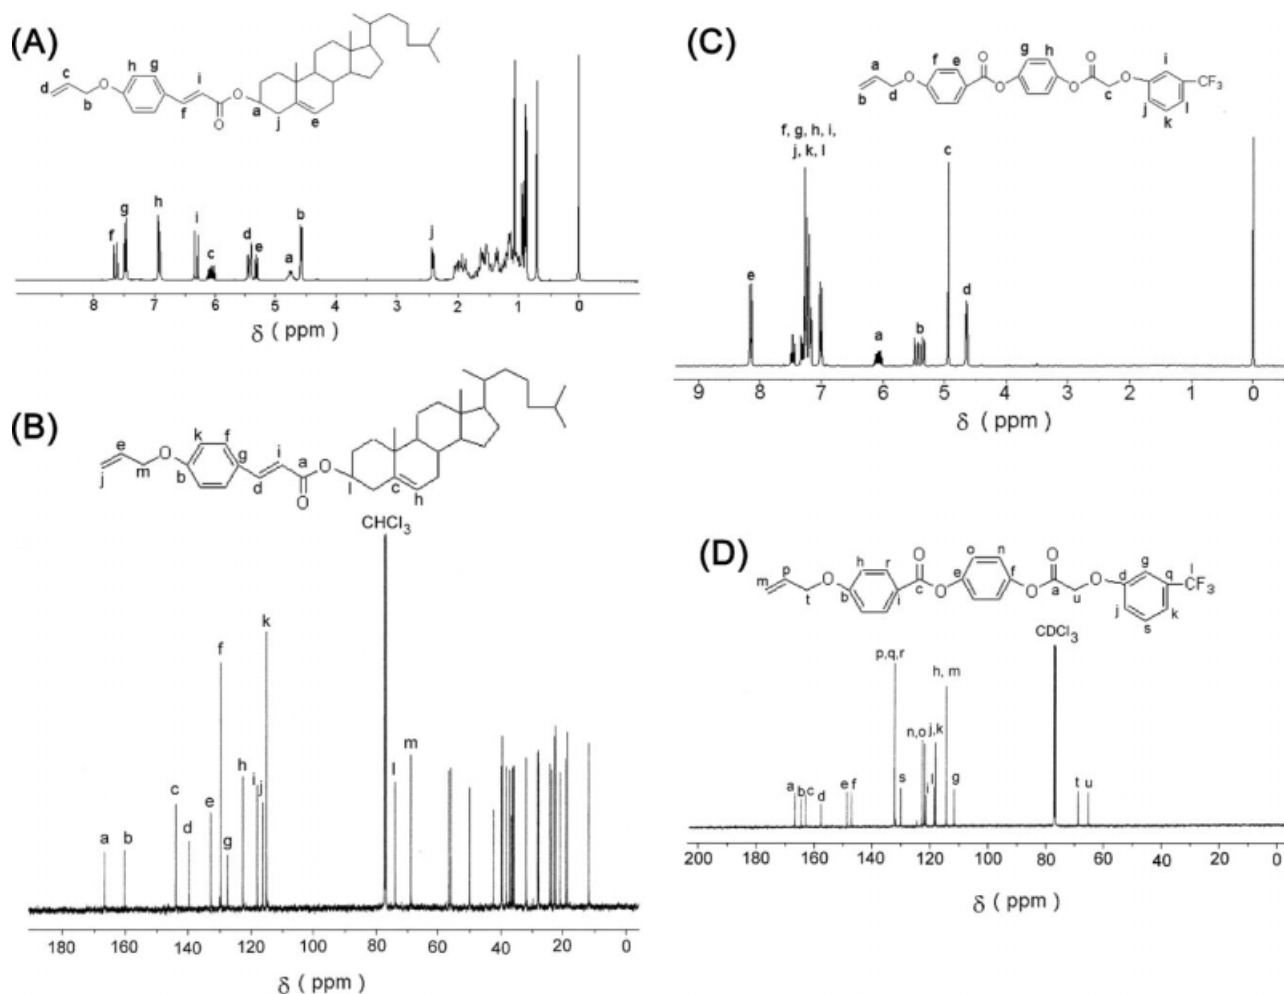 (A)
c
d
O
b
h
g
i
f
O
O
a
j
e
f
g
h
i
c
d
e
a
b
j
8 7 6 5 4 3 2 1 0
δ ( ppm )
(B)
e
j
O
m
k
f
b
g
i
d
a
O
O
l
c
h
CHCl3
a
b
c
d
e
f
g
h
i
j
k
l
m
180 160 140 120 100 80 60 40 20 0
δ ( ppm )
(C)
a
b
O
d
f
e
O
O
g
h
O
O
c
O
i
j
k
l
CF3
f, g, h, i,
j, k, l
e
a
b
c
d
9 8 7 6 5 4 3 2 1 0
δ ( ppm )
(D)
m
p
O
t
h
r
b
i
O
c
O
o
n
e
f
O
O
a
u
O
d
g
q
l
CF3
j
s
k
CDCl3
p,q,r
h, m
n,o
j,k
a
b
c
d
e
f
s
i
l
g
t
u
200 180 160 140 120 100 80 60 40 20 0
δ ( ppm )